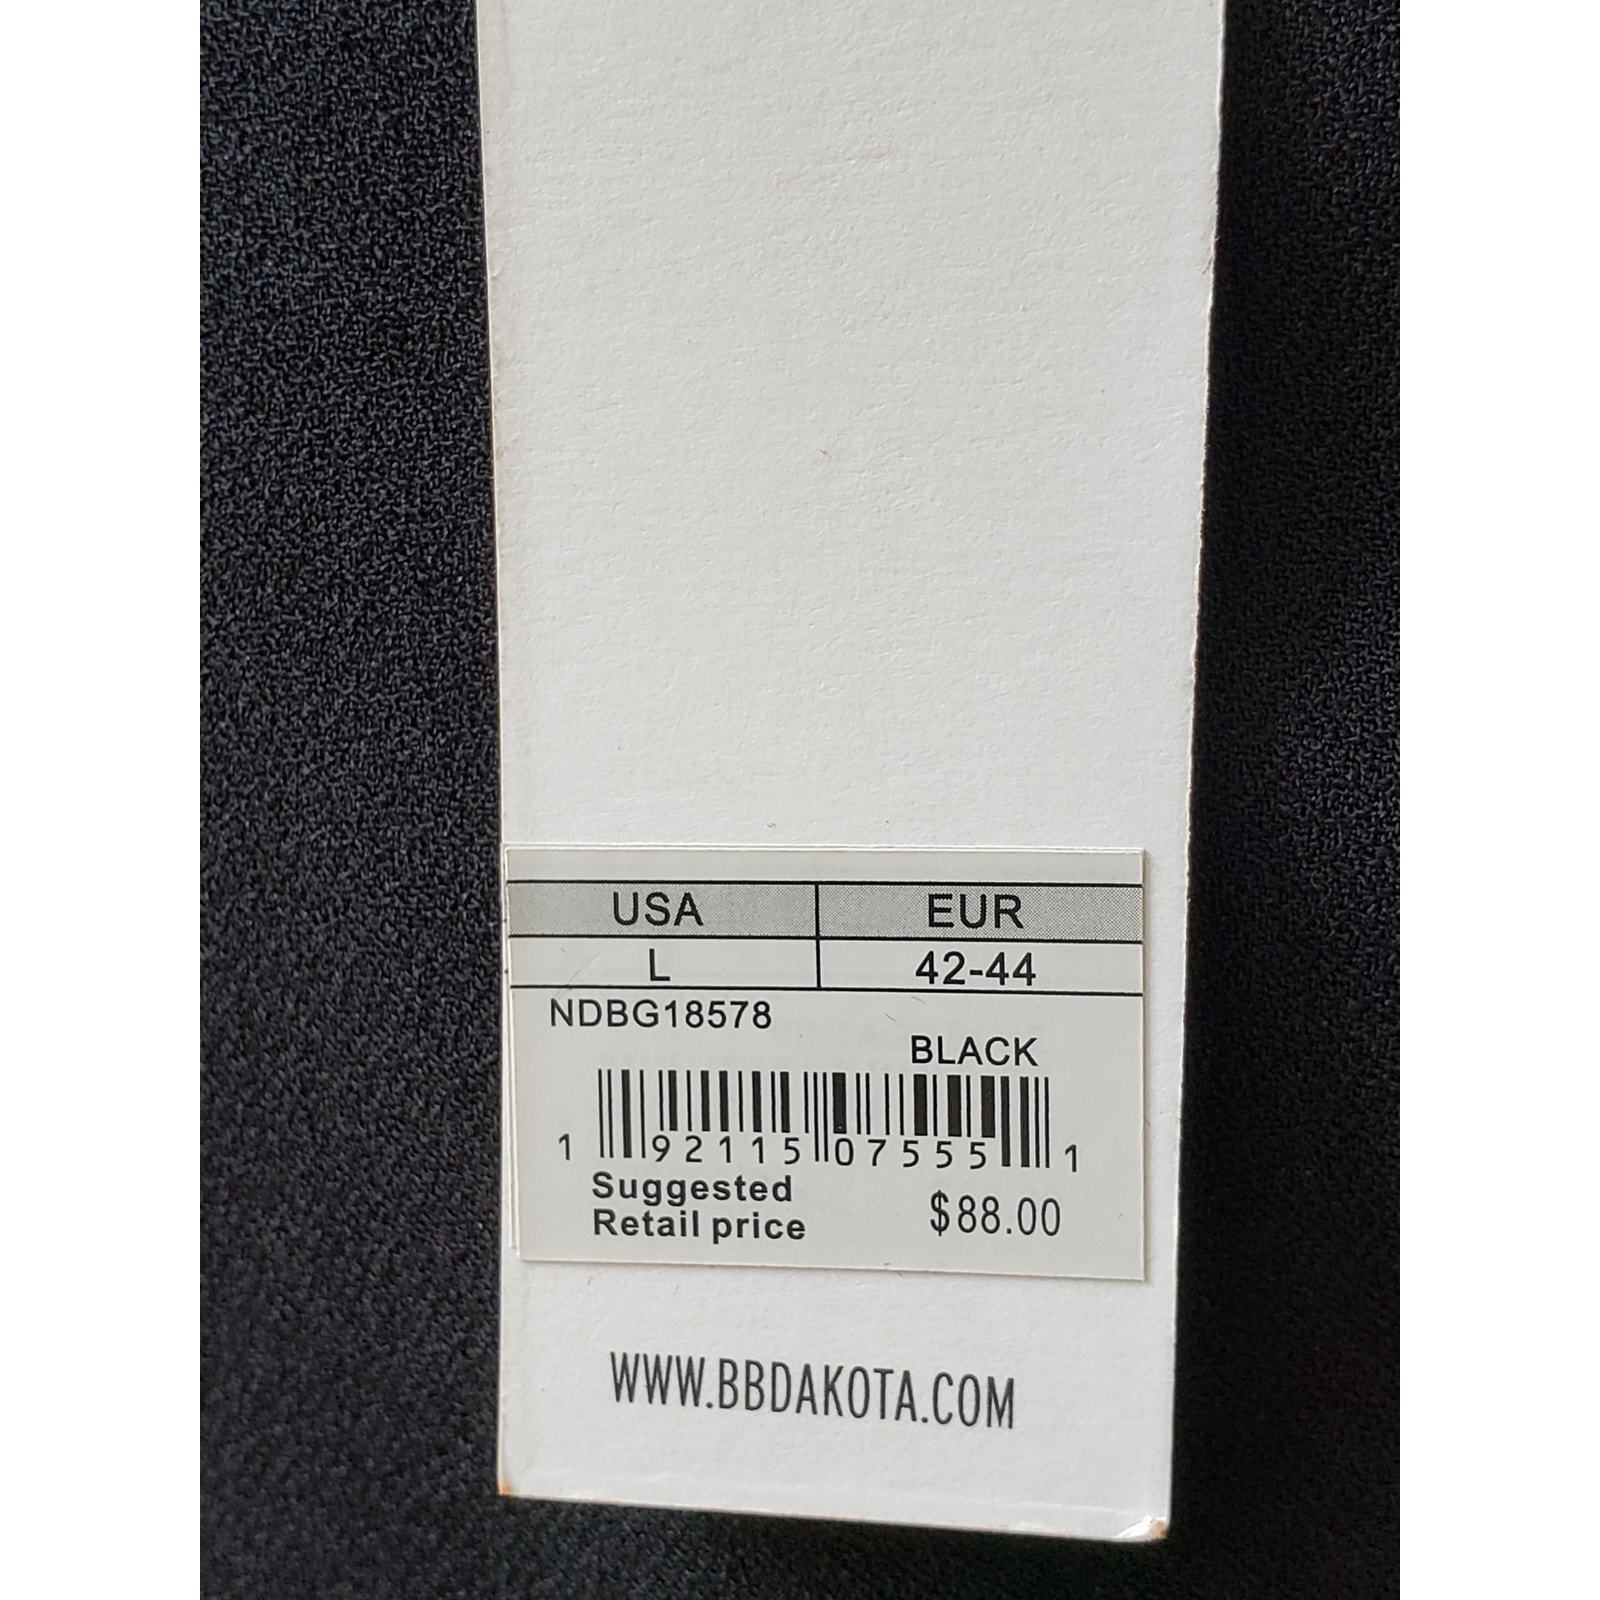 USA EUR
L 42-44
NDBG18578
BLACK
1 92115 07555 1
Suggested
Retail price $88.00
WWW.BBDAKOTA.COM